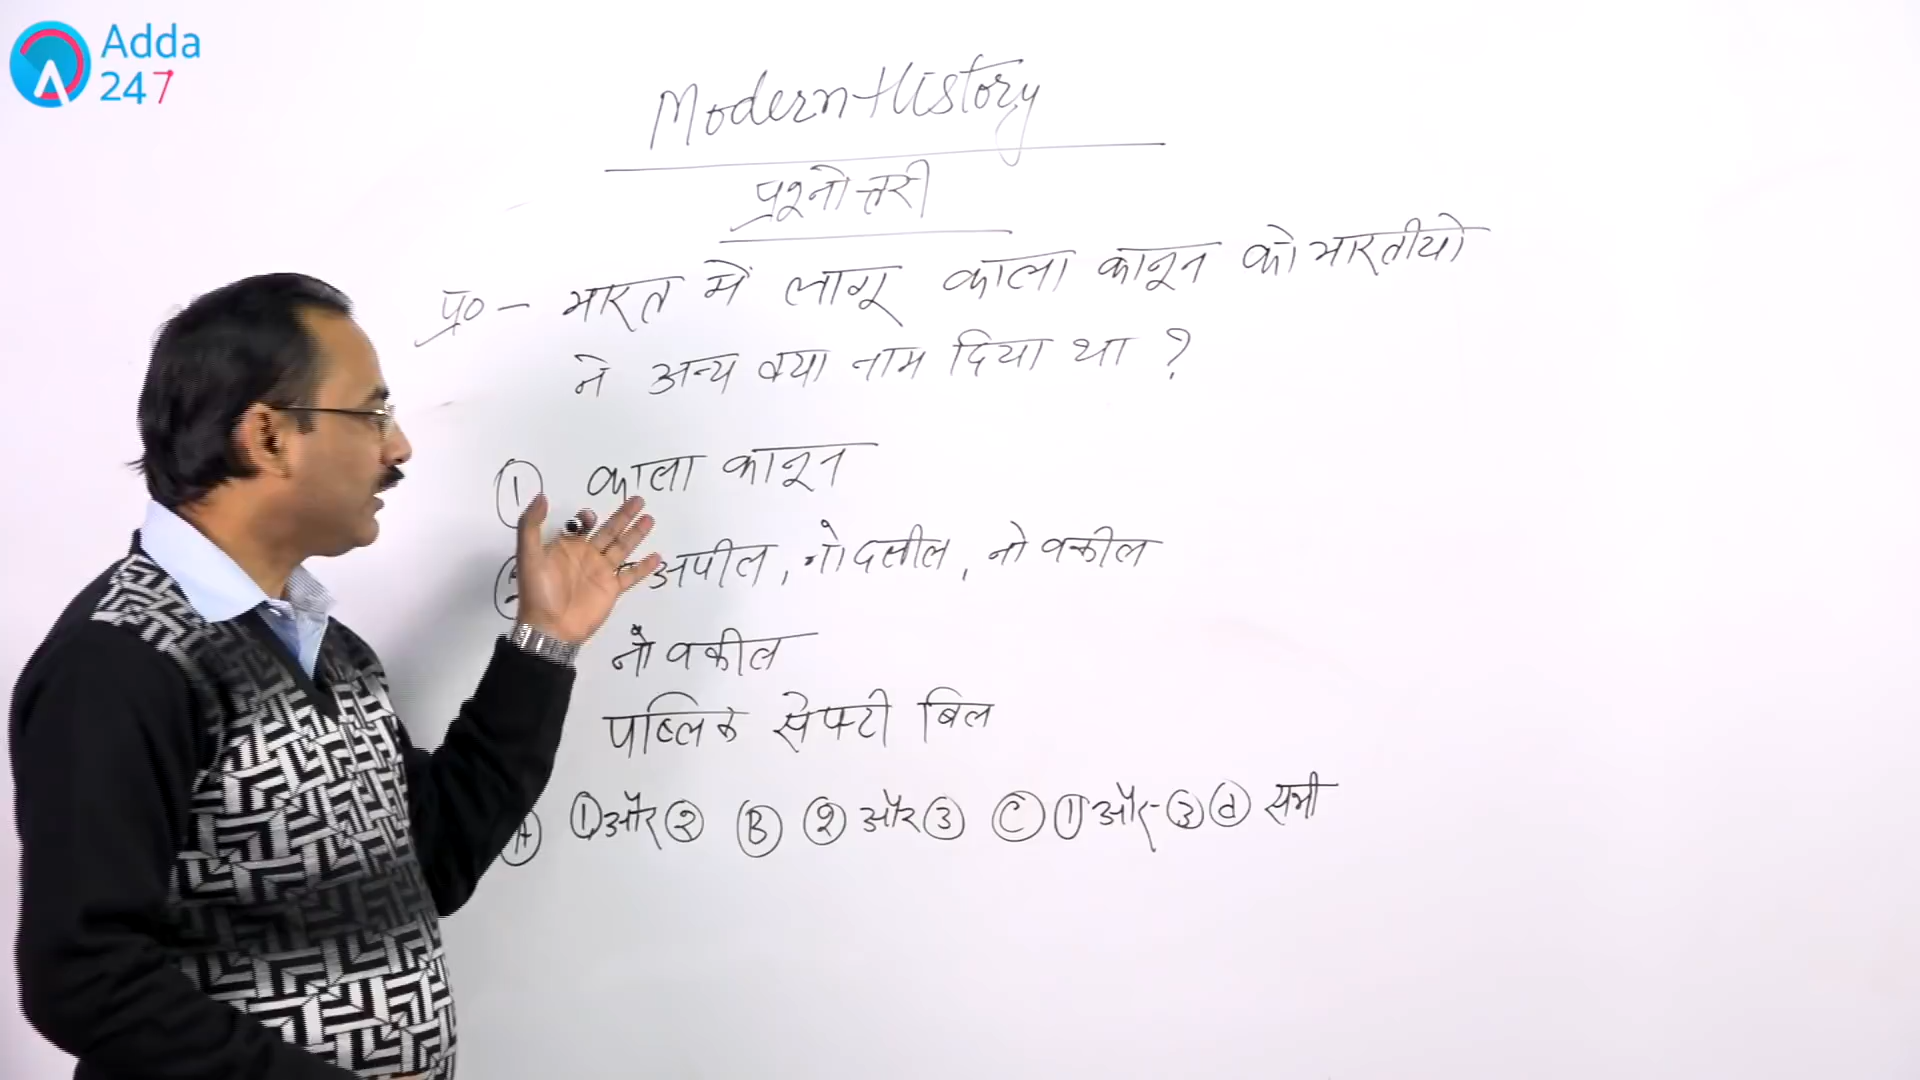 Adda
247
Modern History
प्रश्नोत्तरी
प्र० - भारत में लागू काला कानून को भारतीयो
ने अन्य क्या नाम दिया था ?
① काला कानून
अपील, नो दलील, नो वकील
नो वकील
पब्लिक सेफ्टी बिल
A ① और ② B ② और ③ C ① और ③ d सभी